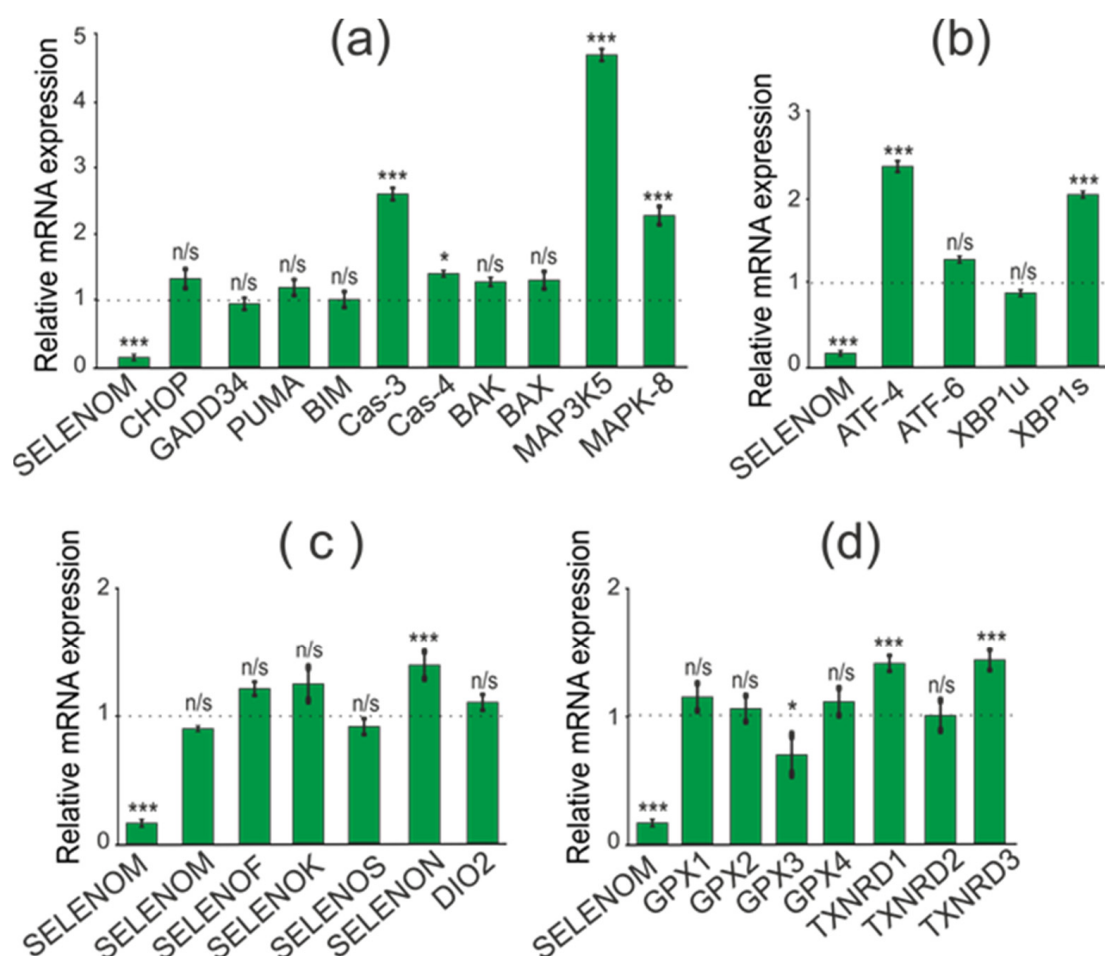 (a)
Relative mRNA expression
5
4
3
2
1
0
*** n/s n/s n/s n/s *** * n/s n/s *** ***
SELENOM CHOP GADD34 PUMA BIM Cas-3 Cas-4 BAK BAX MAP3K5 MAPK-8
(b)
Relative mRNA expression
3
2
1
0
*** *** n/s n/s ***
SELENOM ATF-4 ATF-6 XBP1u XBP1s
( c )
Relative mRNA expression
2
1
0
*** n/s n/s n/s n/s *** n/s
SELENOM SELENOM SELENOF SELENOK SELENOS SELENON DIO2
(d)
Relative mRNA expression
2
1
0
*** n/s n/s * n/s *** n/s ***
SELENOM GPX1 GPX2 GPX3 GPX4 TXNRD1 TXNRD2 TXNRD3